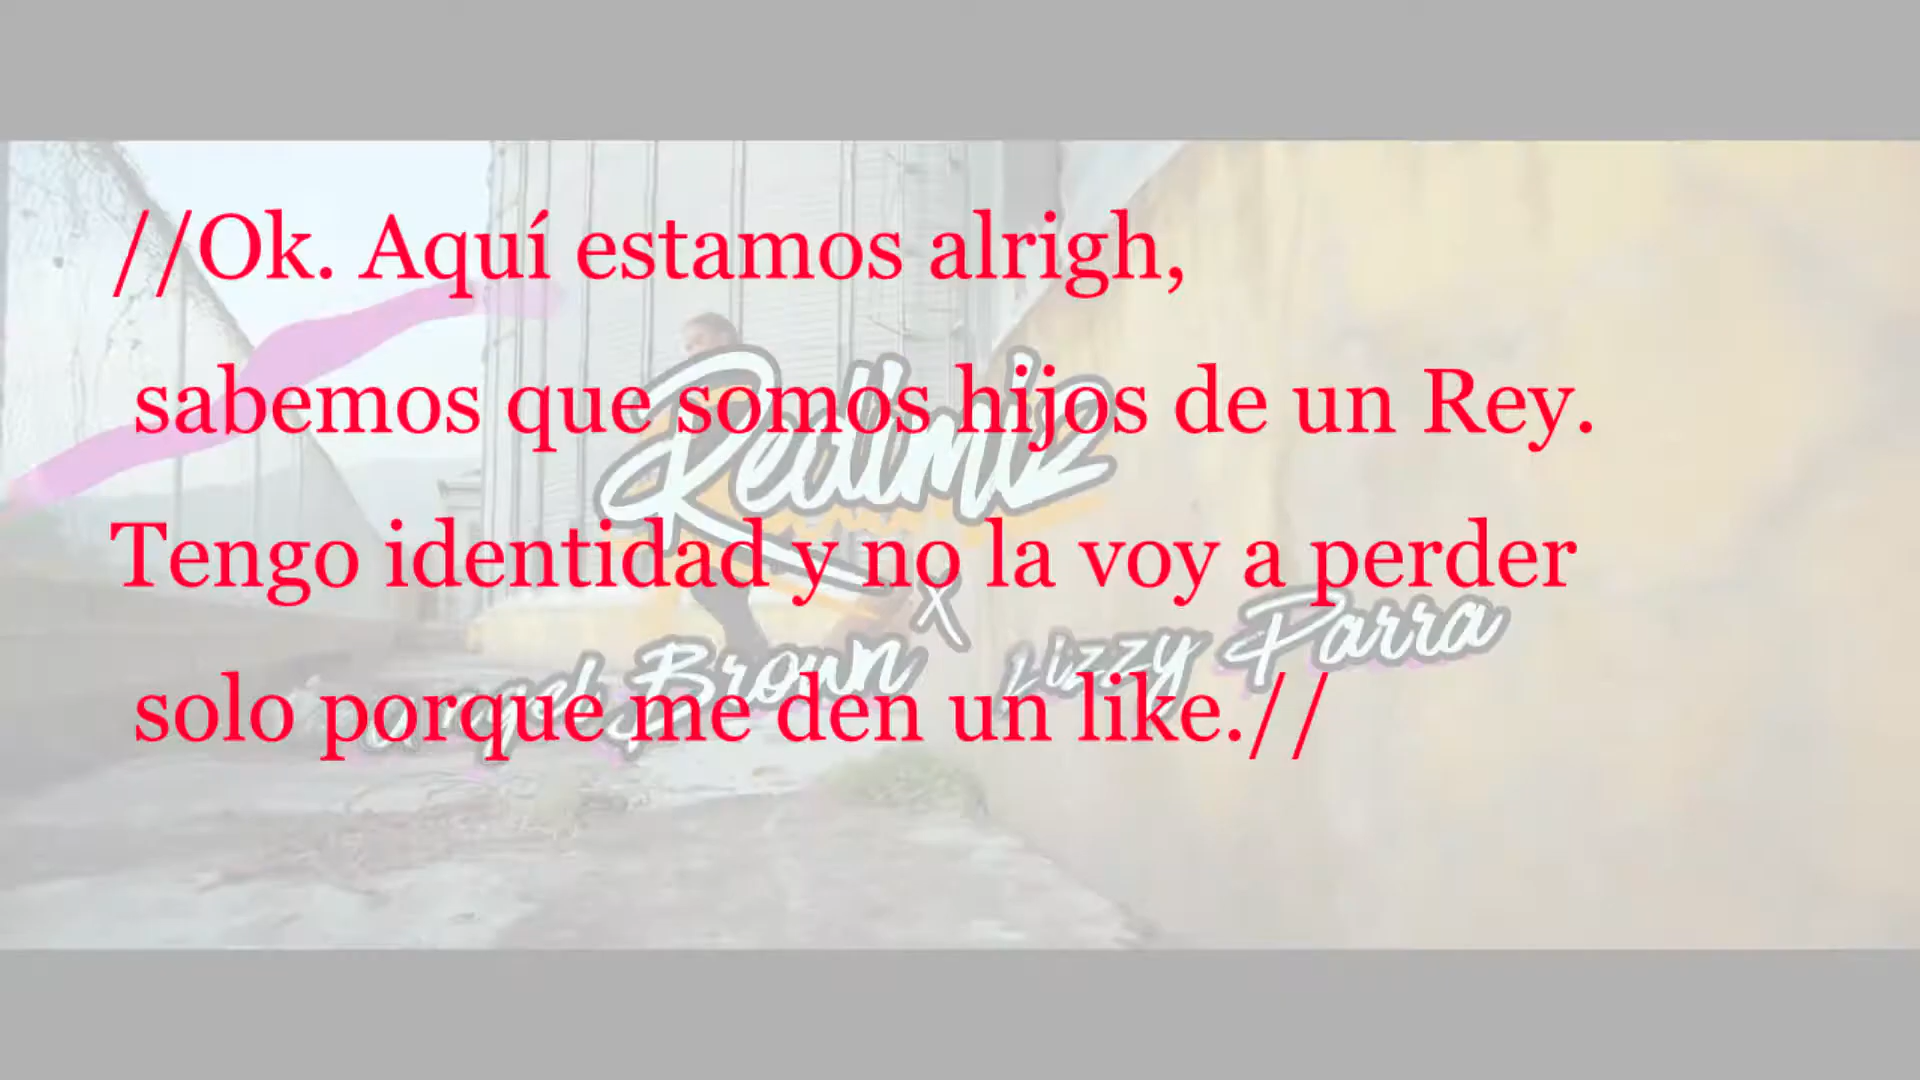 //Ok. Aquí estamos alrigh,
sabemos que somos hijos de un Rey.
Redimiz
Tengo identidad y no la voy a perder
x
Angel Brown
Lizzy Parra
solo porque me den un like.//